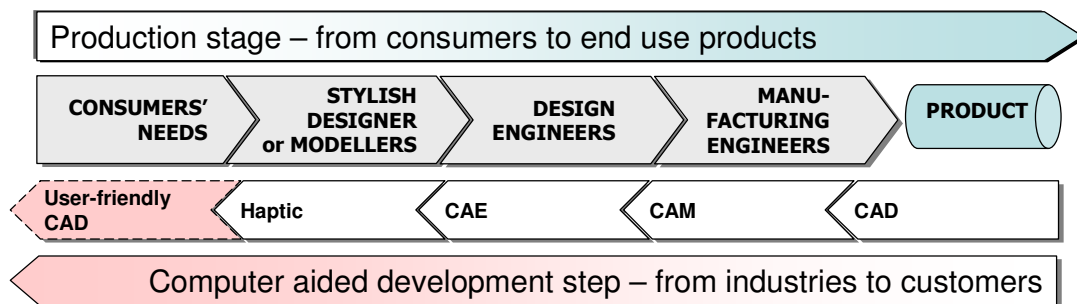 Production stage – from consumers to end use products
CONSUMERS'
NEEDS
STYLISH
DESIGNER
or MODELLERS
DESIGN
ENGINEERS
MANU-
FACTURING
ENGINEERS
PRODUCT
User-friendly
CAD
Haptic
CAE
CAM
CAD
Computer aided development step – from industries to customers